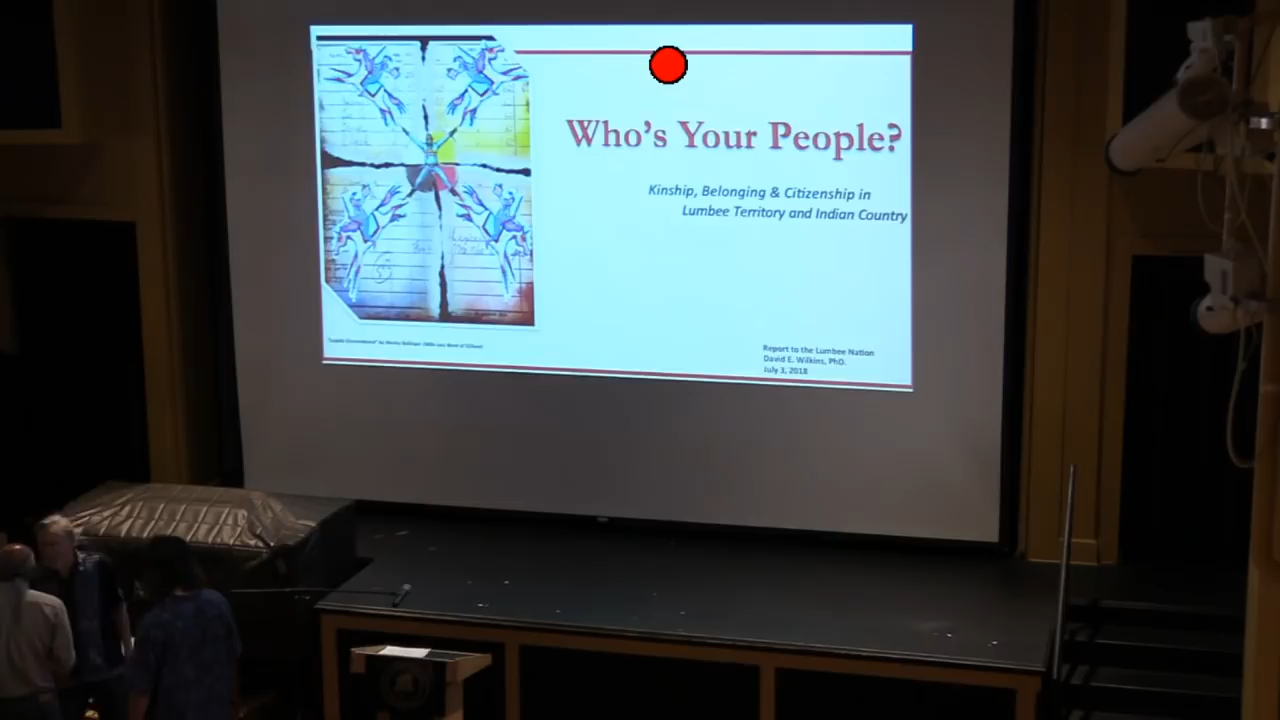 Who's Your People?
Kinship, Belonging & Citizenship in
Lumbee Territory and Indian Country
Report to the Lumbee Nation
David E. Wilkins, PhD.
July 3, 2018